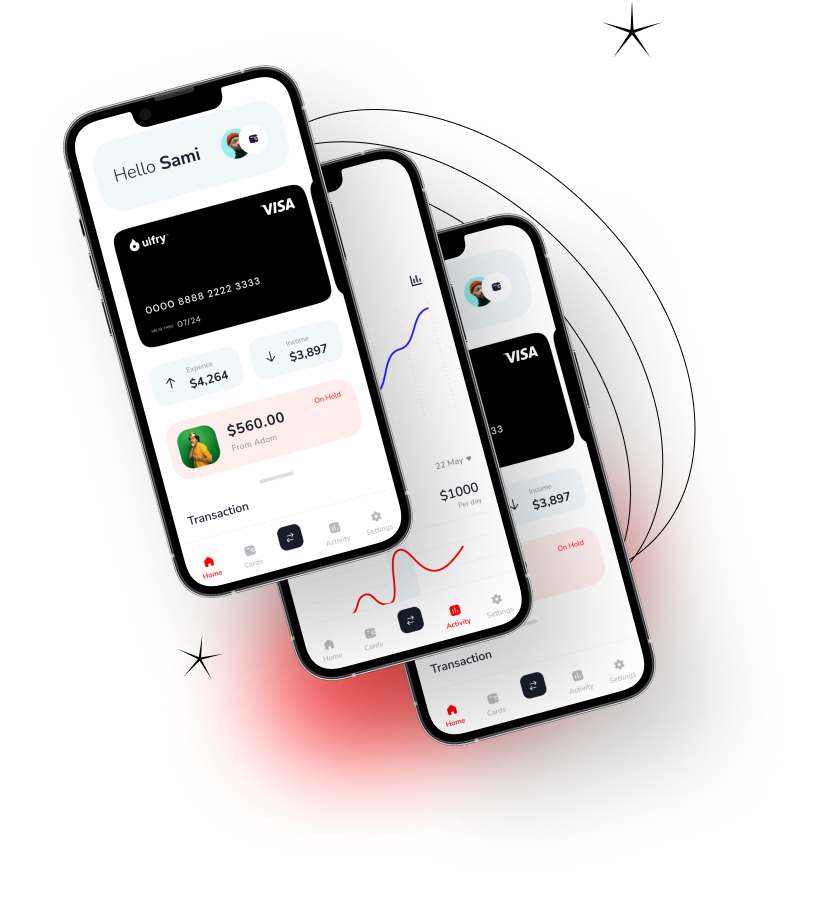 Hello Sami
VISA
uifry
0000 8888 2222 3333
VALID THRU 07/24
Expence
$4,264
Income
$3,897
On Hold
$560.00
From Adom
Transaction
Home
Cards
Activity
Settings
22 May
$1000
Per day
Home
Cards
Activity
Settings
VISA
33
Income
$3,897
On Hold
Transaction
Home
Cards
Activity
Settings